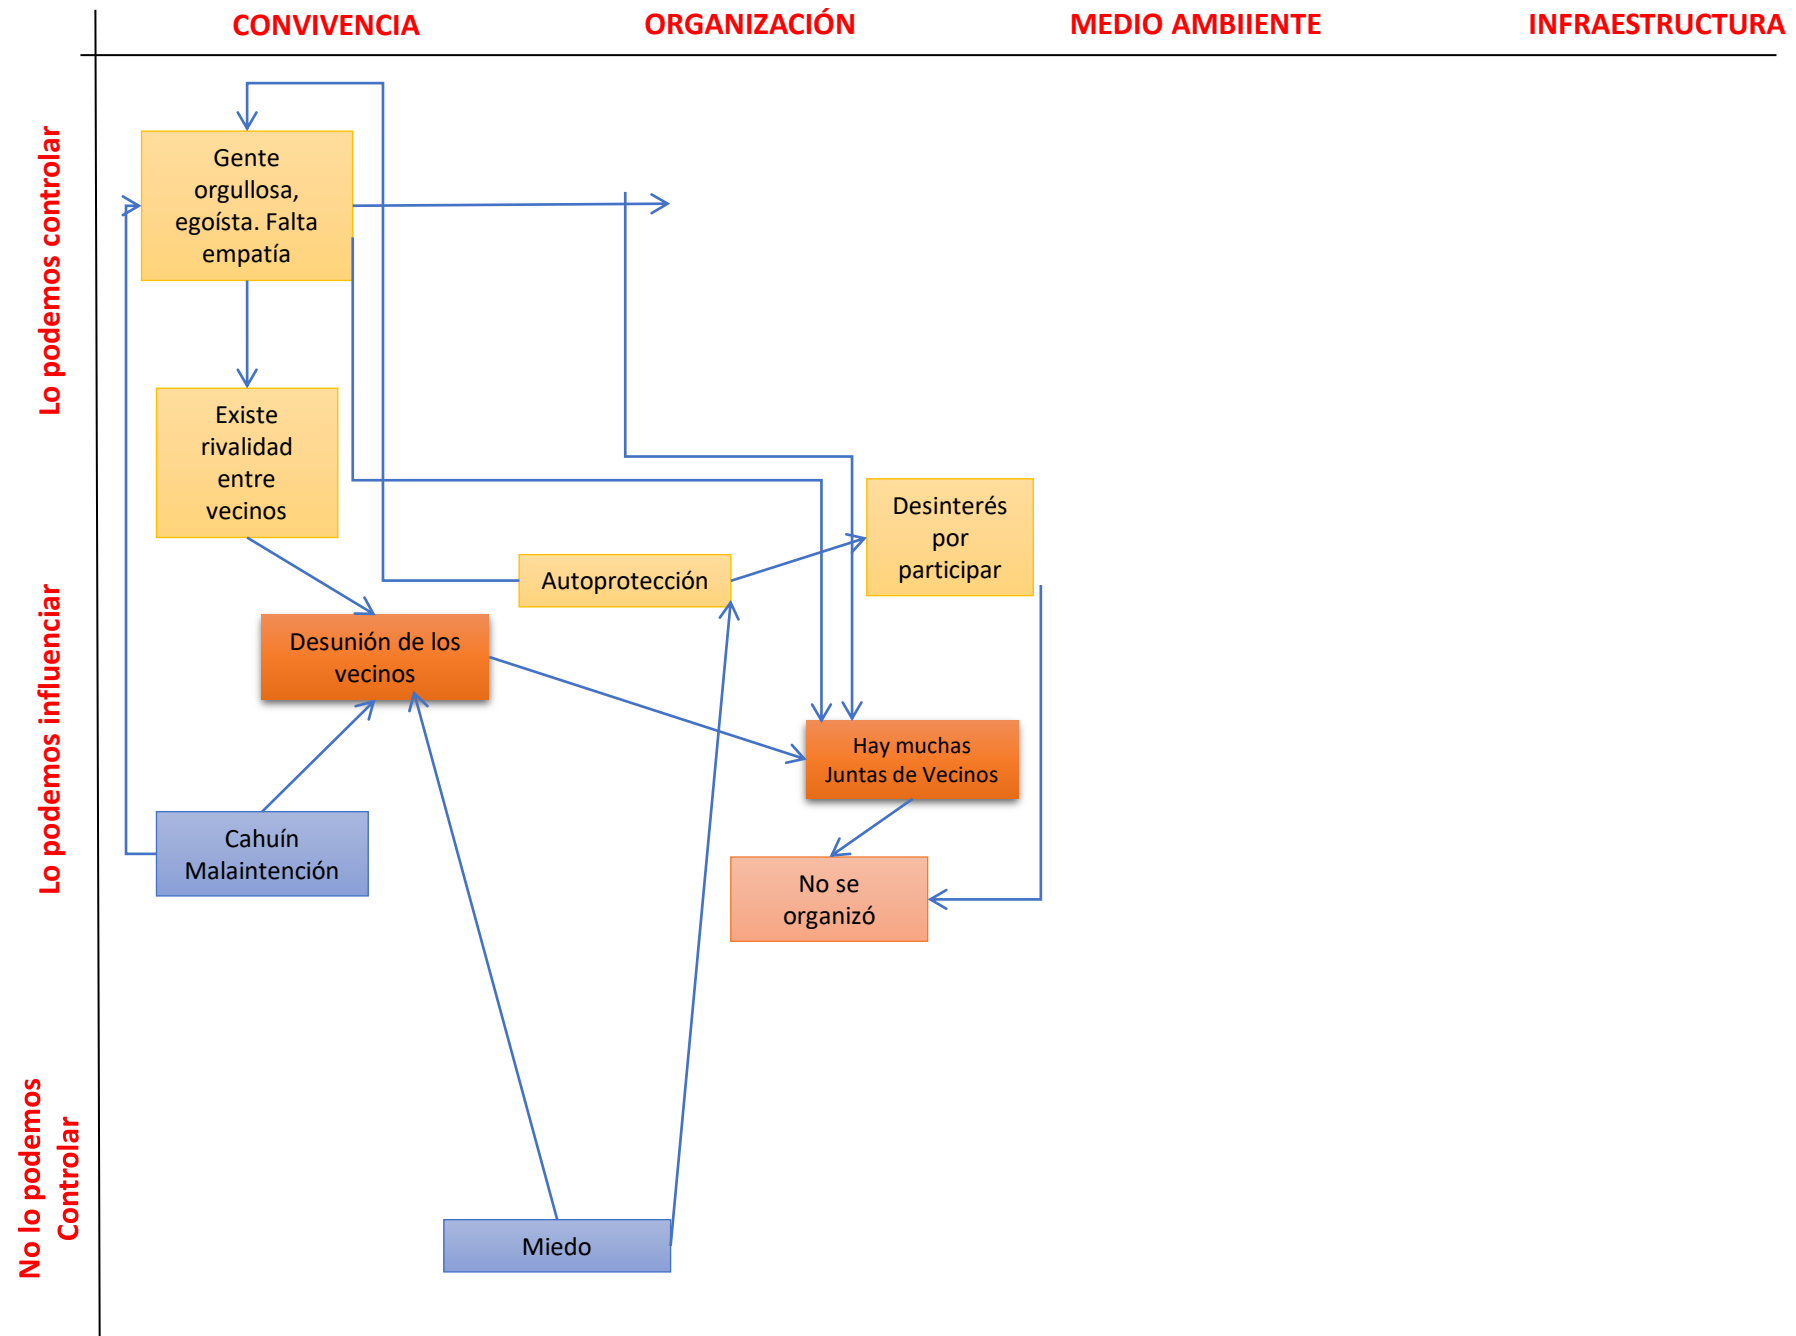 CONVIVENCIA
ORGANIZACIÓN
MEDIO AMBIIENTE
INFRAESTRUCTURA
Lo podemos controlar
Gente
orgullosa,
egoísta. Falta
empatía
Existe
rivalidad
entre
vecinos
Desinterés
por
participar
Autoprotección
Lo podemos influenciar
Desunión de los
vecinos
Hay muchas
Juntas de Vecinos
Cahuín
Malaintención
No se
organizó
No lo podemos
Controlar
Miedo